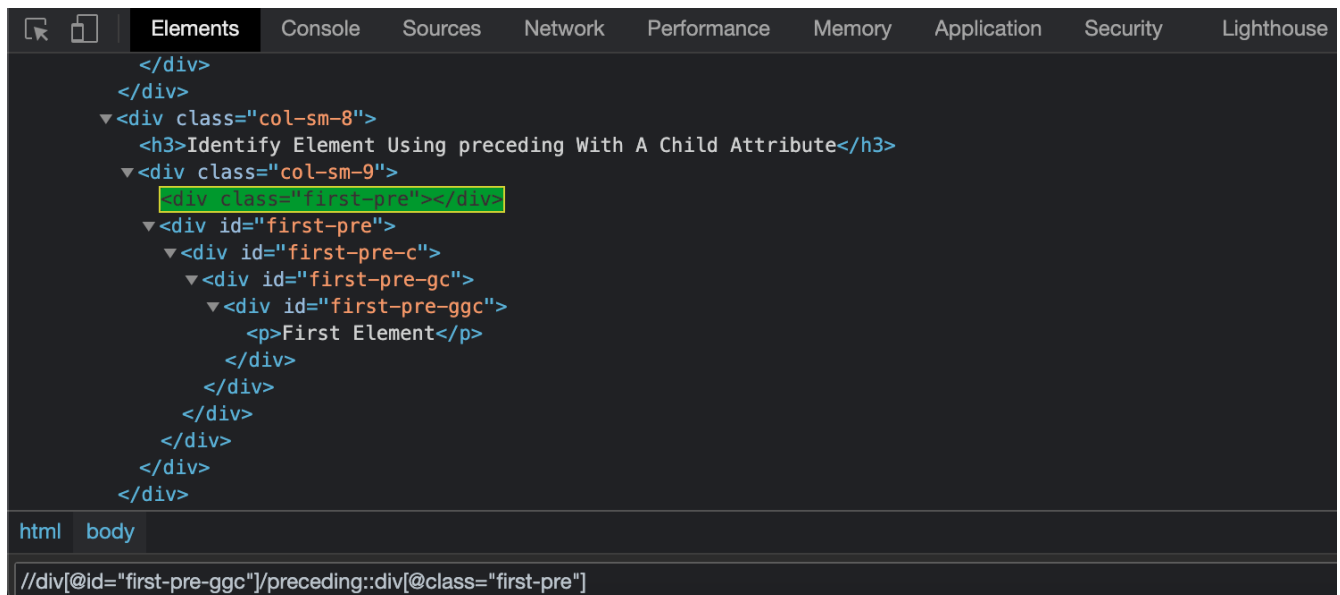 Elements Console Sources Network Performance Memory Application Security Lighthouse
</div>
</div>
<div class="col-sm-8">
<h3>Identify Element Using preceding With A Child Attribute</h3>
<div class="col-sm-9">
<div class="first-pre"></div>
<div id="first-pre">
<div id="first-pre-c">
<div id="first-pre-gc">
<div id="first-pre-ggc">
<p>First Element</p>
</div>
</div>
</div>
</div>
</div>
</div>
html body
//div[@id="first-pre-ggc"]/preceding::div[@class="first-pre"]